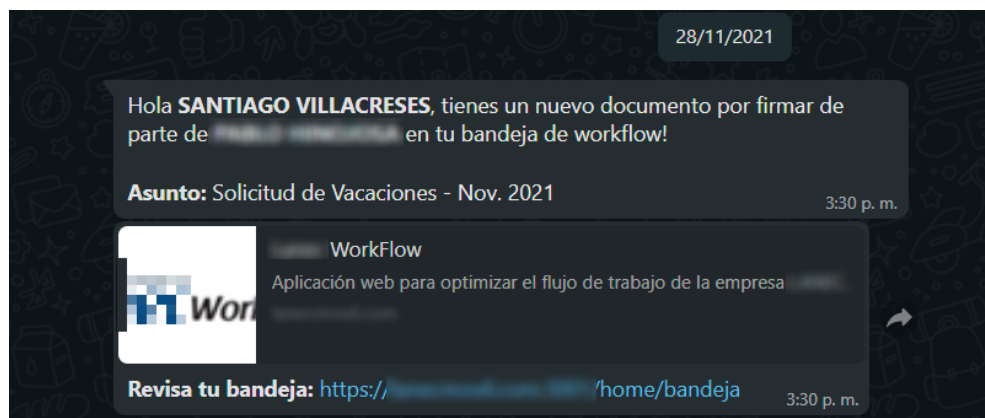 28/11/2021
Hola SANTIAGO VILLACRESES, tienes un nuevo documento por firmar de
parte de en tu bandeja de workflow!
Asunto: Solicitud de Vacaciones - Nov. 2021
3:30 p. m.
WorkFlow
Aplicación web para optimizar el flujo de trabajo de la empresa
Wor
Revisa tu bandeja: https:// /home/bandeja
3:30 p. m.